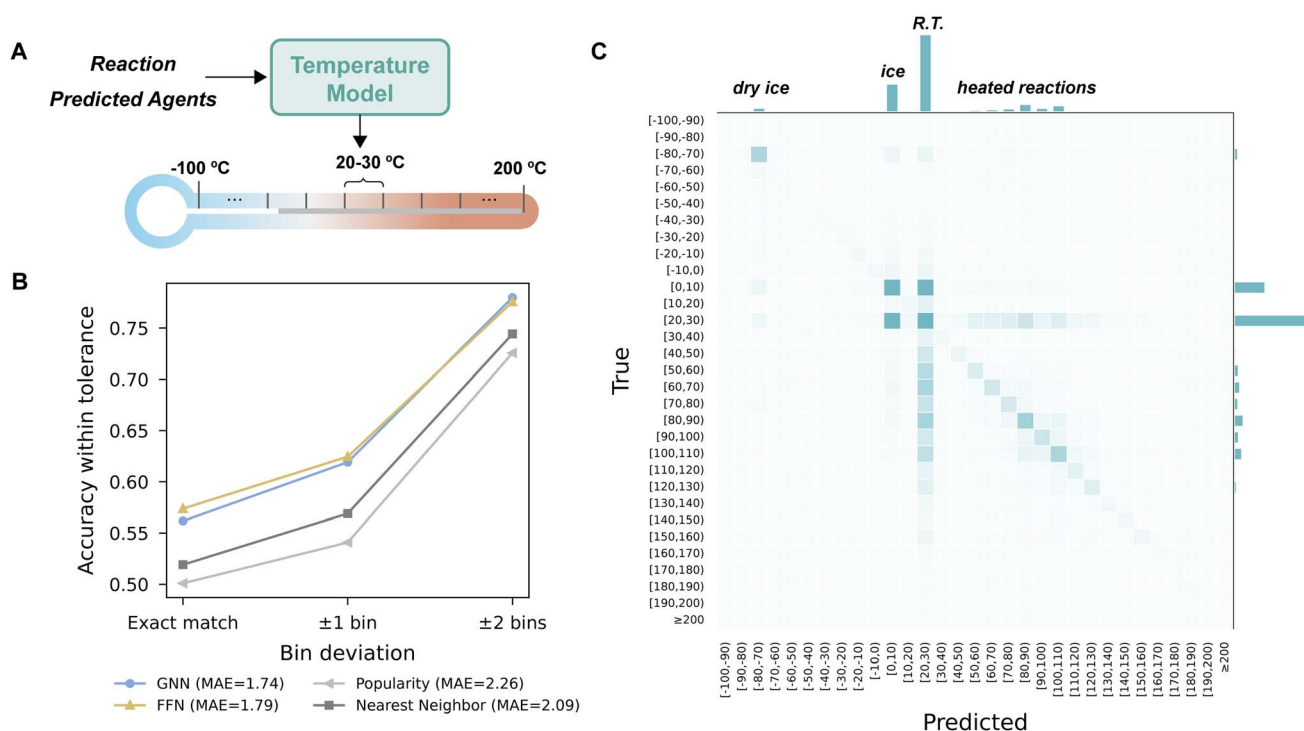 A
Reaction
Predicted Agents
Temperature
Model
-100 ºC
20-30 ºC
200 ºC
...
...
B
Accuracy within tolerance
0.75
0.70
0.65
0.60
0.55
0.50
Exact match
±1 bin
±2 bins
Bin deviation
GNN (MAE=1.74)
FFN (MAE=1.79)
Popularity (MAE=2.26)
Nearest Neighbor (MAE=2.09)
C
dry ice
ice
R.T.
heated reactions
True
[-100,-90)
[-90,-80)
[-80,-70)
[-70,-60)
[-60,-50)
[-50,-40)
[-40,-30)
[-30,-20)
[-20,-10)
[-10,0)
[0,10)
[10,20)
[20,30)
[30,40)
[40,50)
[50,60)
[60,70)
[70,80)
[80,90)
[90,100)
[100,110)
[110,120)
[120,130)
[130,140)
[140,150)
[150,160)
[160,170)
[170,180)
[180,190)
[190,200)
≥200
[-100,-90)
[-90,-80)
[-80,-70)
[-70,-60)
[-60,-50)
[-50,-40)
[-40,-30)
[-30,-20)
[-20,-10)
[-10,0)
[0,10)
[10,20)
[20,30)
[30,40)
[40,50)
[50,60)
[60,70)
[70,80)
[80,90)
[90,100)
[100,110)
[110,120)
[120,130)
[130,140)
[140,150)
[150,160)
[160,170)
[170,180)
[180,190)
[190,200)
≥200
Predicted